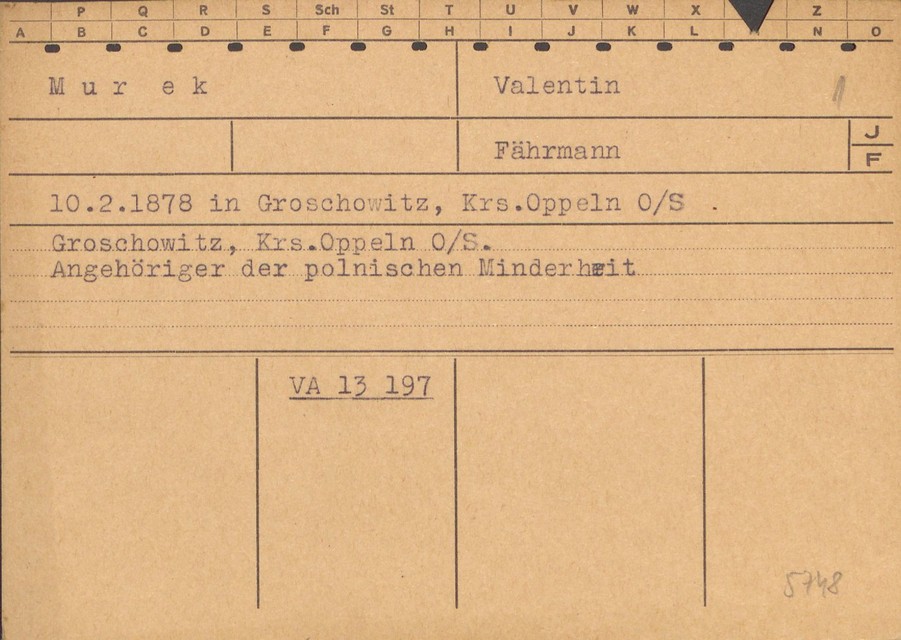 P Q R S Sch St T U V W X Z
A B C D E F G H I J K L N O
M u r e k Valentin 1
Fährmann J
F
10.2.1878 in Groschowitz, Krs.Oppeln O/S .
Groschowitz, Krs.Oppeln O/S.
Angehöriger der polnischen Minderheit
VA 13 197
5748